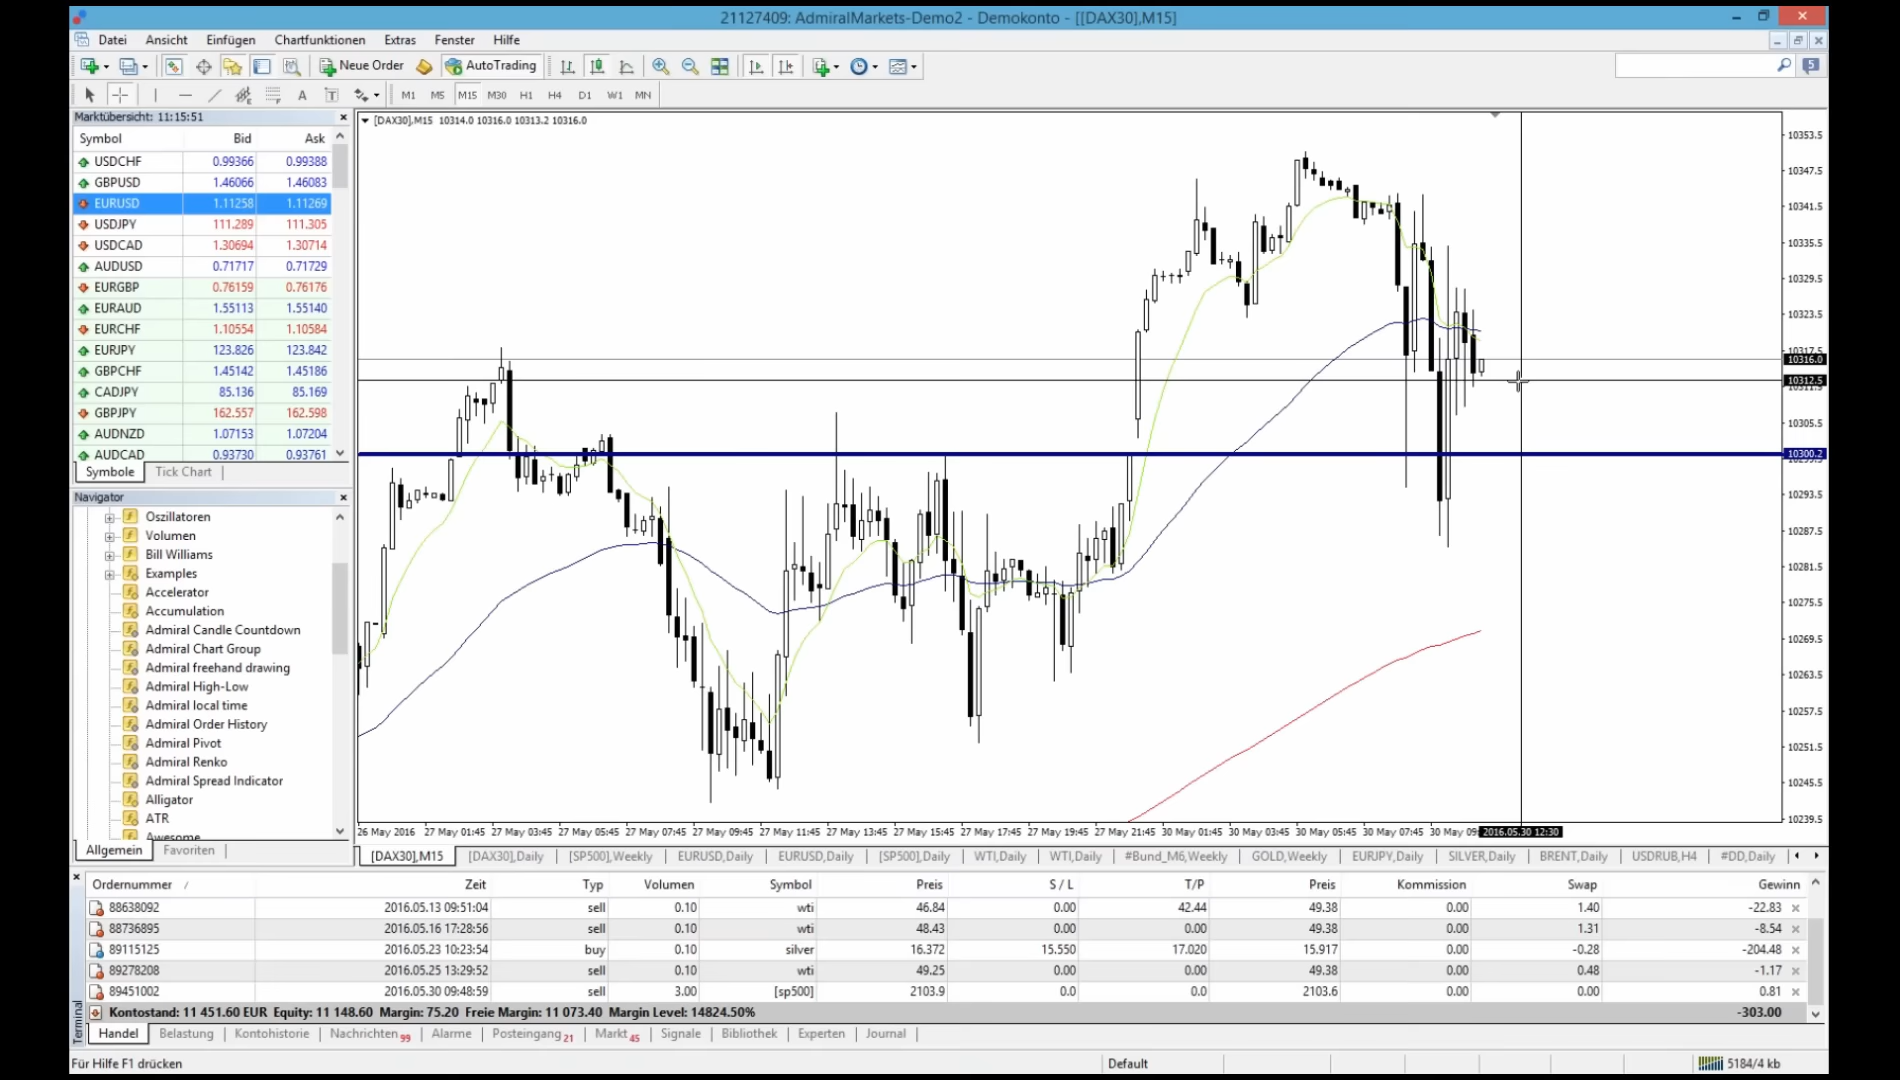 21127409: AdmiralMarkets-Demo2 - Demokonto - [[DAX30],M15]
Datei Ansicht Einfügen Chartfunktionen Extras Fenster Hilfe
Neue Order AutoTrading 5
A T M1 M5 M15 M30 H1 H4 D1 W1 MN
Marktübersicht: 11:15:51
Symbol Bid Ask
USDCHF 0.99366 0.99388
GBPUSD 1.46066 1.46083
EURUSD 1.11258 1.11269
USDJPY 111.289 111.305
USDCAD 1.30694 1.30714
AUDUSD 0.71717 0.71729
EURGBP 0.76159 0.76176
EURAUD 1.55113 1.55140
EURCHF 1.10554 1.10584
EURJPY 123.826 123.842
GBPCHF 1.45142 1.45186
CADJPY 85.136 85.169
GBPJPY 162.557 162.598
AUDNZD 1.07153 1.07204
AUDCAD 0.93730 0.93761
Symbole Tick Chart
Navigator
Oszillatoren
Volumen
Bill Williams
Examples
Accelerator
Accumulation
Admiral Candle Countdown
Admiral Chart Group
Admiral freehand drawing
Admiral High-Low
Admiral local time
Admiral Order History
Admiral Pivot
Admiral Renko
Admiral Spread Indicator
Alligator
ATR
Awesome
Allgemein Favoriten
[DAX30],M15 10314.0 10316.0 10313.2 10316.0
10353.5
10347.5
10341.5
10335.5
10329.5
10323.5
10317.5
10316.0
10312.5
10305.5
10300.2
10293.5
10287.5
10281.5
10275.5
10269.5
10263.5
10257.5
10251.5
10245.5
10239.5
26 May 2016 27 May 01:45 27 May 03:45 27 May 05:45 27 May 07:45 27 May 09:45 27 May 11:45 27 May 13:45 27 May 15:45 27 May 17:45 27 May 19:45 27 May 21:45 30 May 01:45 30 May 03:45 30 May 05:45 30 May 07:45 30 May 09: 2016.05.30 12:30
[DAX30],M15 [DAX30],Daily [SP500],Weekly EURUSD,Daily EURUSD,Daily [SP500],Daily WTI,Daily WTI,Daily #Bund_M6,Weekly GOLD,Weekly EURJPY,Daily SILVER,Daily BRENT,Daily USDRUB,H4 #DD,Daily
Ordernummer / Zeit Typ Volumen Symbol Preis S / L T/P Preis Kommission Swap Gewinn
88638092 2016.05.13 09:51:04 sell 0.10 wti 46.84 0.00 42.44 49.38 0.00 1.40 -22.83
88736895 2016.05.16 17:28:56 sell 0.10 wti 48.43 0.00 0.00 49.38 0.00 1.31 -8.54
89115125 2016.05.23 10:23:54 buy 0.10 silver 16.372 15.550 17.020 15.917 0.00 -0.28 -204.48
89278208 2016.05.25 13:29:52 sell 0.10 wti 49.25 0.00 0.00 49.38 0.00 0.48 -1.17
89451002 2016.05.30 09:48:59 sell 3.00 [sp500] 2103.9 0.0 0.0 2103.6 0.00 0.00 0.81
Kontostand: 11 451.60 EUR Equity: 11 148.60 Margin: 75.20 Freie Margin: 11 073.40 Margin Level: 14824.50% -303.00
Terminal
Handel Belastung Kontohistorie Nachrichten 99 Alarme Posteingang 21 Markt 45 Signale Bibliothek Experten Journal
Für Hilfe F1 drücken Default 5184/4 kb